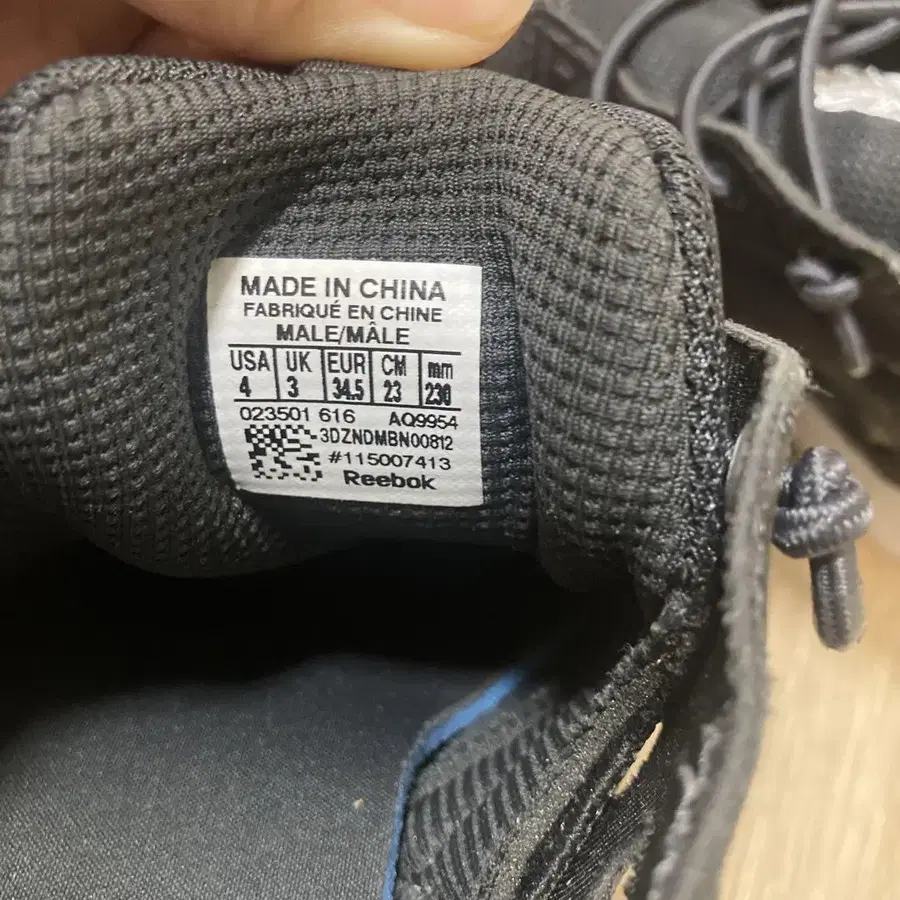 MADE IN CHINA
FABRIQUÉ EN CHINE
MALE/MÂLE
USA UK EUR CM mm
4 3 34.5 23 230
023501 616 AQ9954
3DZNDMBN00812
#115007413
Reebok